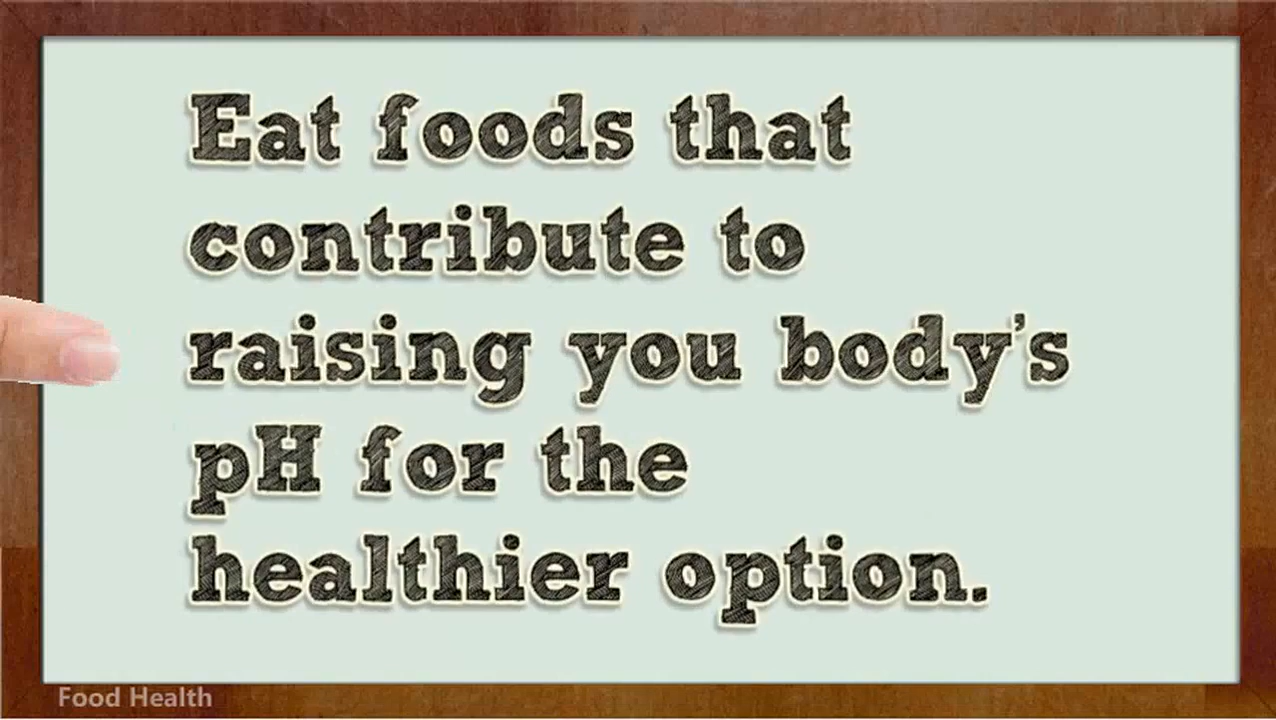 Eat foods that
contribute to
raising you body's
pH for the
healthier option.
Food Health